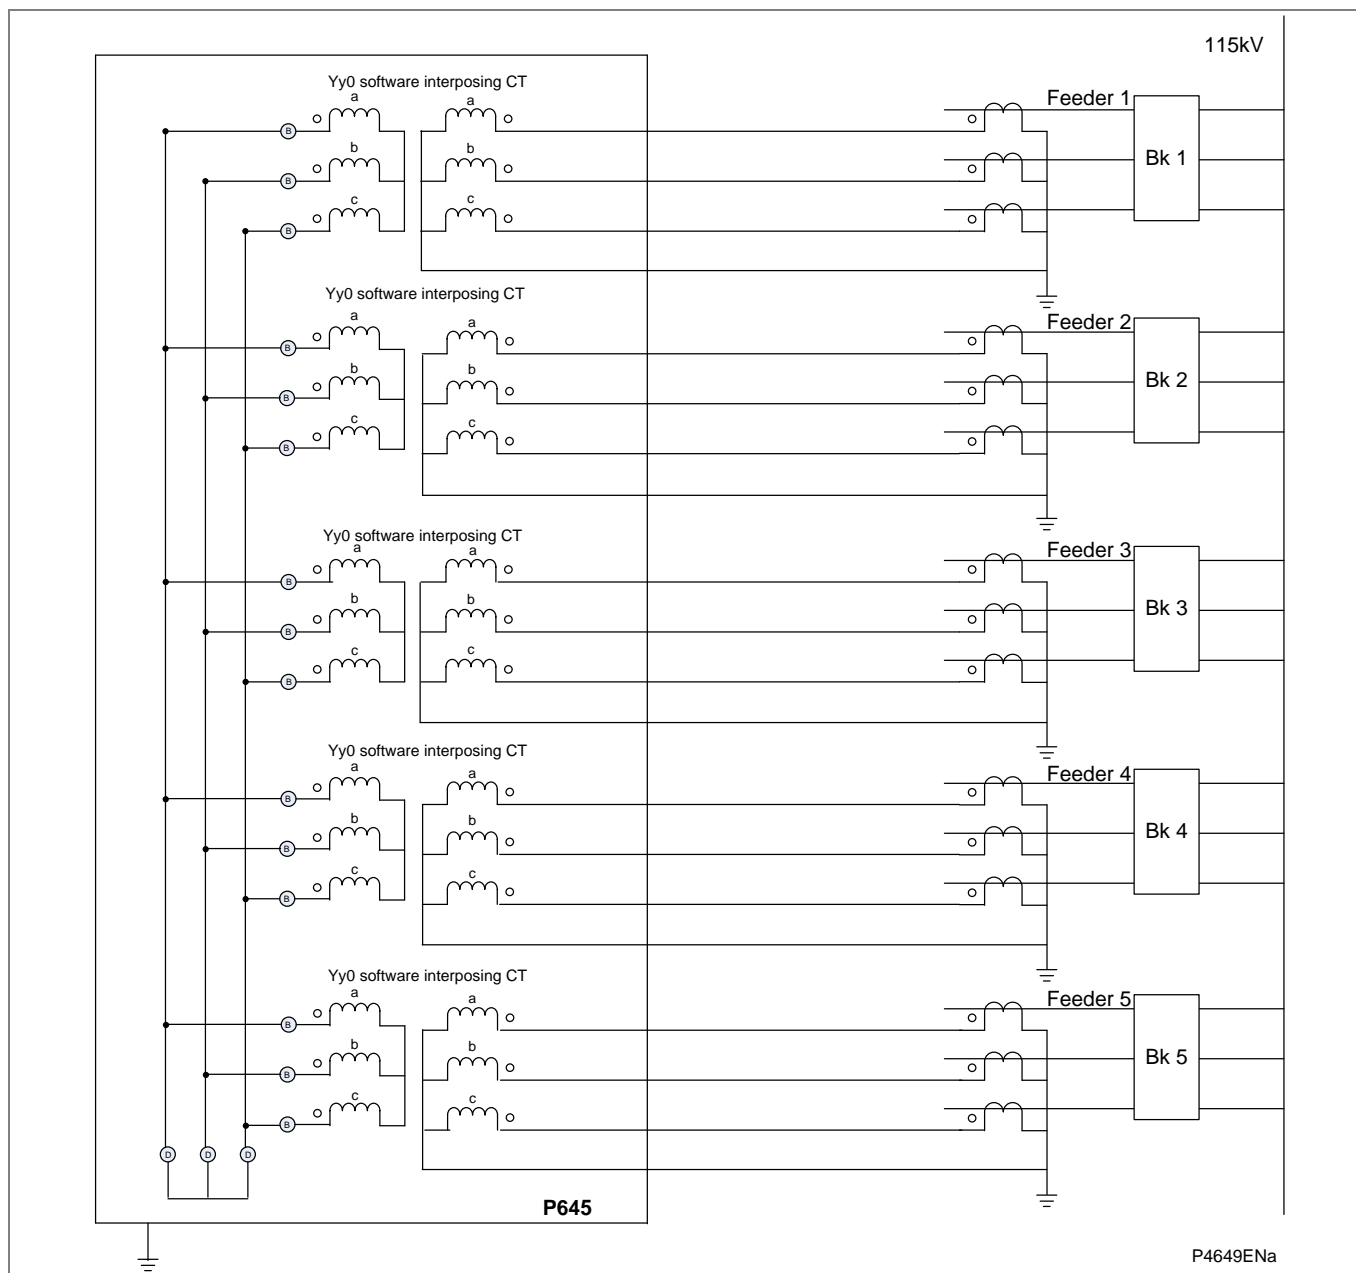 115kV
Yy0 software interposing CT
a
a
Feeder 1
B
b
b
Bk 1
B
c
c
B
Yy0 software interposing CT
a
a
Feeder 2
B
b
b
Bk 2
B
c
c
B
Yy0 software interposing CT
a
a
Feeder 3
B
b
b
Bk 3
B
c
c
B
Yy0 software interposing CT
a
a
Feeder 4
B
b
b
Bk 4
B
c
c
B
Yy0 software interposing CT
a
a
Feeder 5
B
b
b
Bk 5
B
c
c
B
D D D
P645
P4649ENa